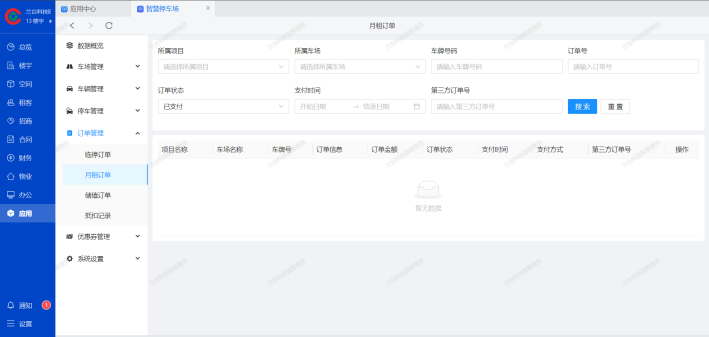 兰台科技
13 楼宇
应用中心
智慧停车场
月租订单
总览
楼宇
空间
租客
招商
合同
财务
物业
办公
应用
通知
1
设置
数据概览
车场管理
车辆管理
停车管理
订单管理
临停订单
月租订单
储值订单
抵扣记录
优惠券管理
系统设置
所属项目
所属车场
车牌号码
订单号
请选择所属项目
请选择所属车场
请输入车牌号码
请输入订单号
订单状态
支付时间
第三方订单号
已支付
开始日期
结束日期
请输入第三方订单号
搜索
重置
项目名称 车场名称 车牌号 订单信息 订单金额 订单状态 支付时间 支付方式 第三方订单号 操作
暂无数据